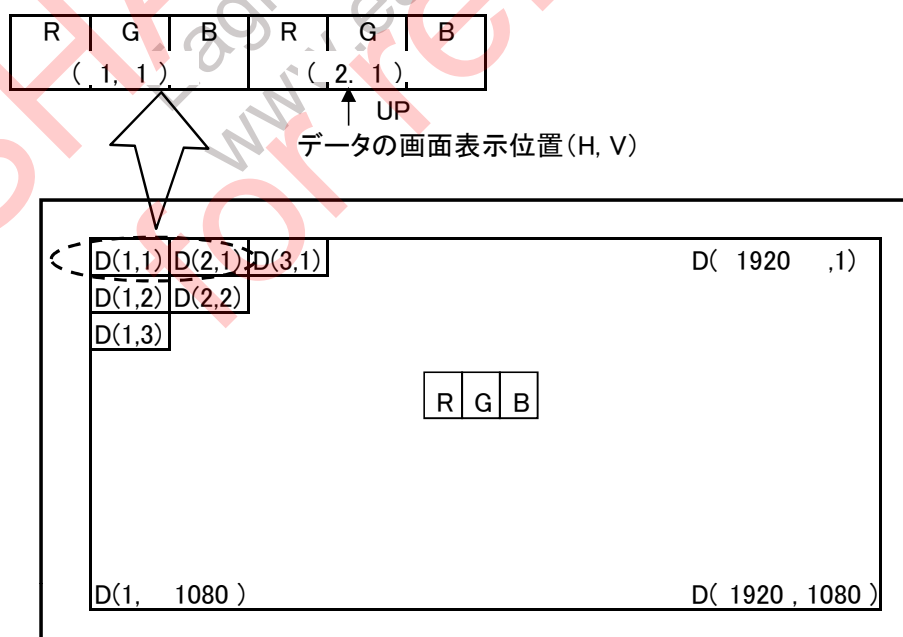 R G B R G B
( 1, 1 ) ( 2. 1 )
UP
データの画面表示位置(H, V)
D(1,1) D(2,1) D(3,1) D( 1920 ,1)
D(1,2) D(2,2)
D(1,3)
R G B
D(1, 1080 ) D( 1920 , 1080 )